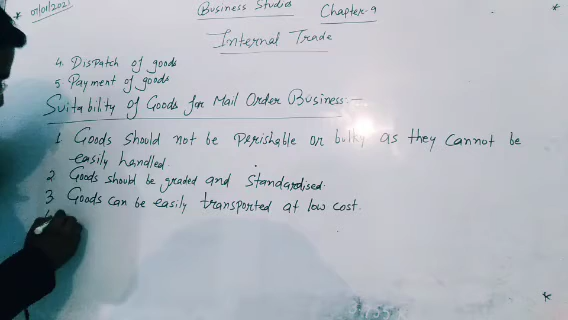 07/01/2021 Business Studies Chapter-9
Internal Trade
4. Dispatch of goods
5. Payment of goods
Suitability of Goods for Mail Order Business:-
1. Goods should not be perishable or bulky as they cannot be
easily handled.
2 Goods should be graded and standardised.
3 Goods can be easily transported at low cost.
4